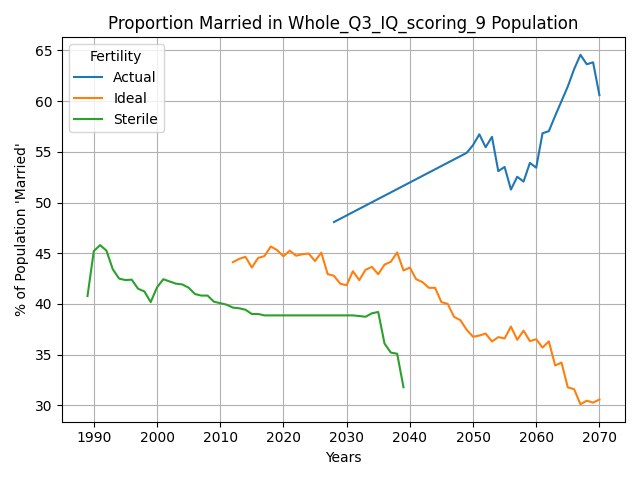 Proportion Married in Whole_Q3_IQ_scoring_9 Population
Fertility
Actual
Ideal
Sterile
65
60
55
50
45
40
35
30
% of Population 'Married'
1990 2000 2010 2020 2030 2040 2050 2060 2070
Years